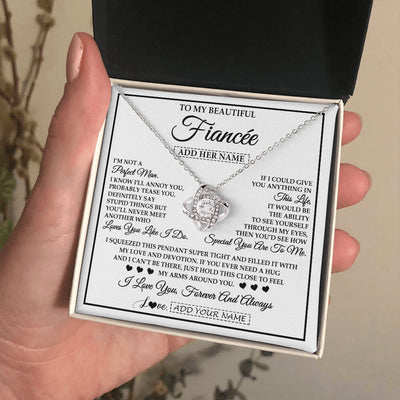 TO MY BEAUTIFUL
Fiancée
ADD HER NAME
I'M NOT A
Perfect Man,
I KNOW I'LL ANNOY YOU,
PROBABLY TEASE YOU,
DEFINITELY SAY
STUPID THINGS BUT
YOU'LL NEVER MEET
ANOTHER WHO
Loves You Like I Do.
IF I COULD GIVE
YOU ANYTHING IN
This Life,
IT WOULD BE
THE ABILITY
TO SEE YOURSELF
THROUGH MY EYES,
THEN YOU'D SEE HOW
Special You Are To Me.
I SQUEEZED THIS PENDANT SUPER TIGHT AND FILLED IT WITH
MY LOVE AND DEVOTION. IF YOU EVER NEED A HUG
AND I CAN'T BE THERE, JUST HOLD THIS CLOSE TO FEEL
MY ARMS AROUND YOU.
I Love You, Forever And Always
Love, ADD YOUR NAME